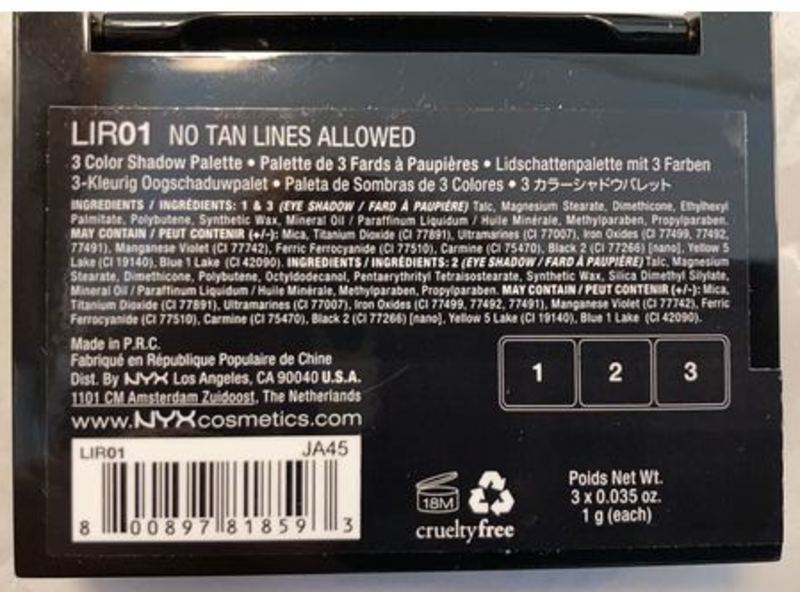 LIR01 NO TAN LINES ALLOWED
3 Color Shadow Palette • Palette de 3 Fards à Paupières • Lidschattenpalette mit 3 Farben
3-Kleurig Oogschaduwpalet • Paleta de Sombras de 3 Colores • 3 カラーシャドウパレット
INGREDIENTS / INGRÉDIENTS: 1 & 3 (EYE SHADOW / FARD À PAUPIÈRE) Talc, Magnesium Stearate, Dimethicone, Ethylhexyl
Palmitate, Polybutene, Synthetic Wax, Mineral Oil / Paraffinum Liquidum / Huile Minérale, Methylparaben, Propylparaben.
MAY CONTAIN / PEUT CONTENIR (+/-): Mica, Titanium Dioxide (CI 77891), Ultramarines (CI 77007), Iron Oxides (CI 77499, 77492,
77491), Manganese Violet (CI 77742), Ferric Ferrocyanide (CI 77510), Carmine (CI 75470), Black 2 (CI 77266) [nano], Yellow 5
Lake (CI 19140), Blue 1 Lake (CI 42090). INGREDIENTS / INGRÉDIENTS: 2 (EYE SHADOW / FARD À PAUPIÈRE) Talc, Magnesium
Stearate, Dimethicone, Polybutene, Octyldodecanol, Pentaerythrityl Tetraisostearate, Synthetic Wax, Silica Dimethyl Silylate,
Mineral Oil / Paraffinum Liquidum / Huile Minérale, Methylparaben, Propylparaben. MAY CONTAIN / PEUT CONTENIR (+/-): Mica,
Titanium Dioxide (CI 77891), Ultramarines (CI 77007), Iron Oxides (CI 77499, 77492, 77491), Manganese Violet (CI 77742), Ferric
Ferrocyanide (CI 77510), Carmine (CI 75470), Black 2 (CI 77266) [nano], Yellow 5 Lake (CI 19140), Blue 1 Lake (CI 42090).
Made in P.R.C.
Fabriqué en République Populaire de Chine
Dist. By NYX Los Angeles, CA 90040 U.S.A.
1101 CM Amsterdam Zuidoost, The Netherlands
www.NYXcosmetics.com
1 2 3
LIR01 JA45
8 00897 81859 3
18M
crueltyfree
Poids Net Wt.
3 x 0.035 oz.
1 g (each)